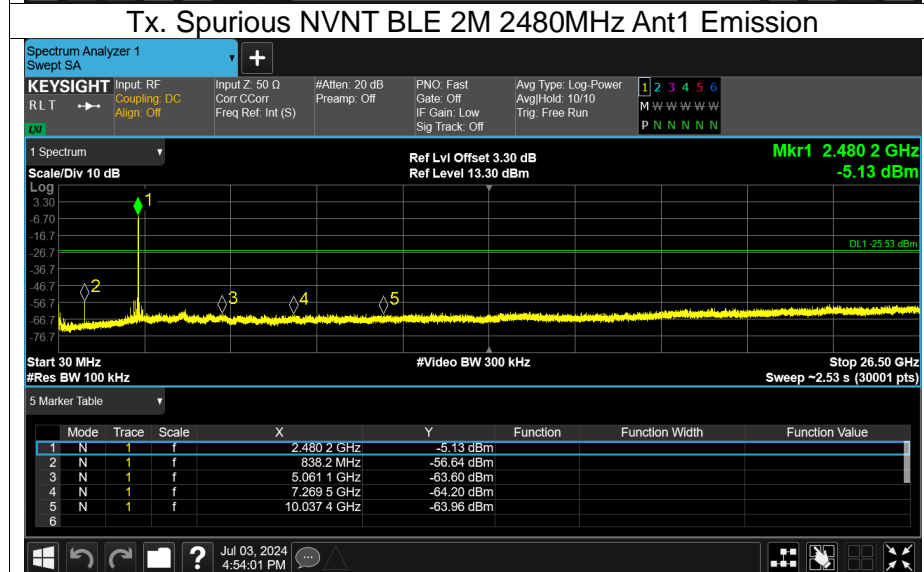 Tx. Spurious NVNT BLE 2M 2480MHz Ant1 Emission
Spectrum Analyzer 1
Swept SA
+
KEYSIGHT Input: RF Input Z: 50 Ω #Atten: 20 dB PNO: Fast Avg Type: Log-Power 1 2 3 4 5 6
RLT Coupling: DC Corr CCorr Preamp: Off Gate: Off Avg|Hold: 10/10 M W W W W W
Align: Off Freq Ref: Int (S) IF Gain: Low Trig: Free Run
LXI Sig Track: Off P N N N N N
1 Spectrum Ref Lvl Offset 3.30 dB Mkr1 2.480 2 GHz
Scale/Div 10 dB Ref Level 13.30 dBm -5.13 dBm
Log
1
3.30
-6.70
-16.7
DL1 -25.53 dBm
-26.7
-36.7
-46.7
2
3 4 5
-56.7
-66.7
-76.7
Start 30 MHz #Video BW 300 kHz Stop 26.50 GHz
#Res BW 100 kHz Sweep ~2.53 s (30001 pts)
5 Marker Table
Mode Trace Scale X Y Function Function Width Function Value
1 N 1 f 2.480 2 GHz -5.13 dBm
2 N 1 f 838.2 MHz -56.64 dBm
3 N 1 f 5.061 1 GHz -63.60 dBm
4 N 1 f 7.269 5 GHz -64.20 dBm
5 N 1 f 10.037 4 GHz -63.96 dBm
6
? Jul 03, 2024
4:54:01 PM